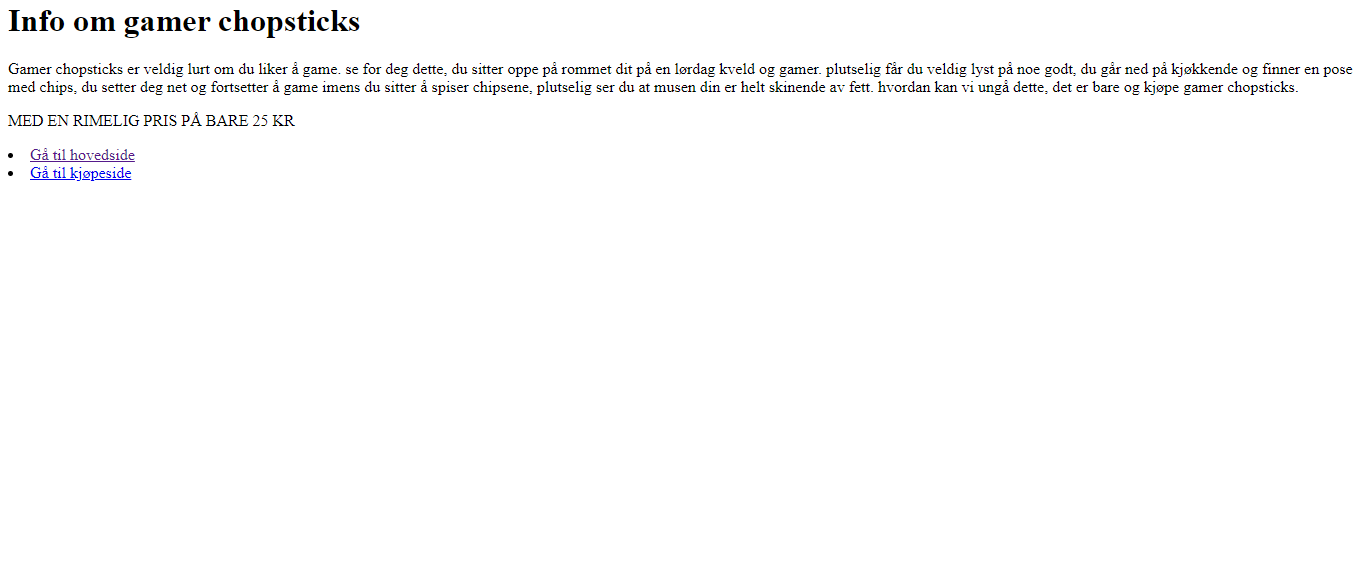 Info om gamer chopsticks
Gamer chopsticks er veldig lurt om du liker å game. se for deg dette, du sitter oppe på rommet dit på en lørdag kveld og gamer. plutselig får du veldig lyst på noe godt, du går ned på kjøkkende og finner en pose
med chips, du setter deg net og fortsetter å game imens du sitter å spiser chipsene, plutselig ser du at musen din er helt skinende av fett. hvordan kan vi ungå dette, det er bare og kjøpe gamer chopsticks.
MED EN RIMELIG PRIS PÅ BARE 25 KR
Gå til hovedside
Gå til kjøpeside